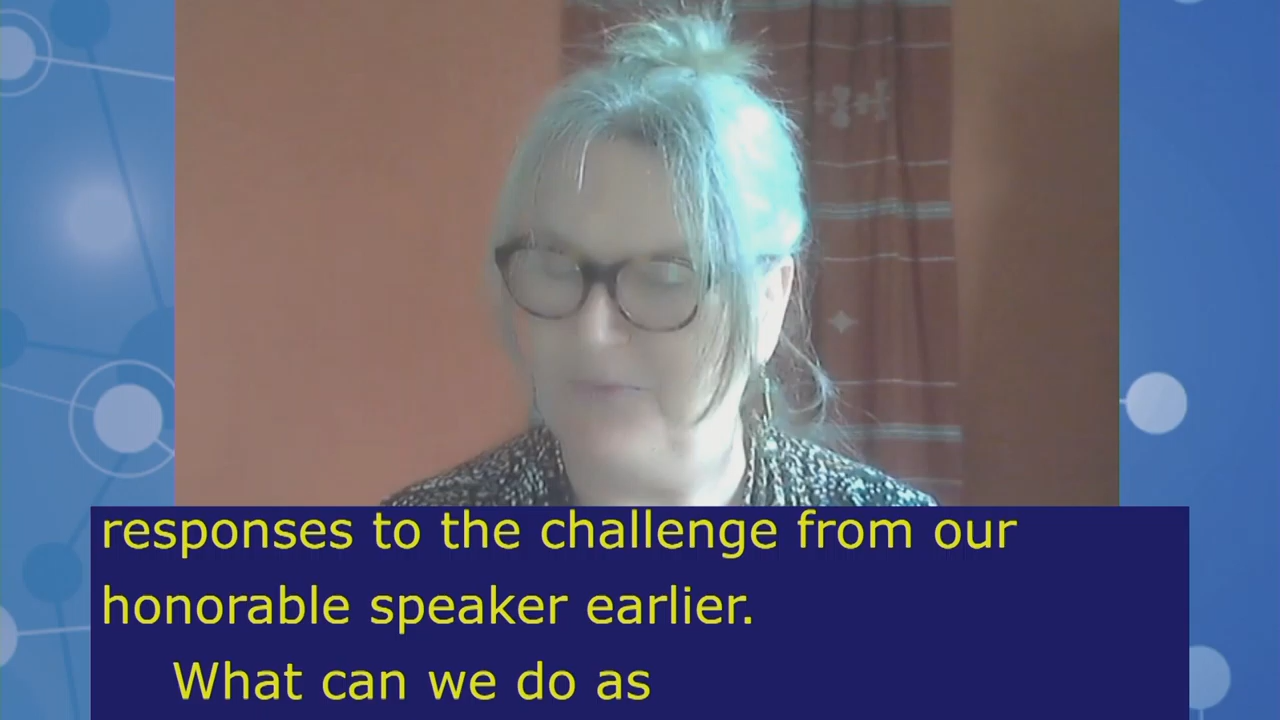 responses to the challenge from our
honorable speaker earlier.
What can we do as